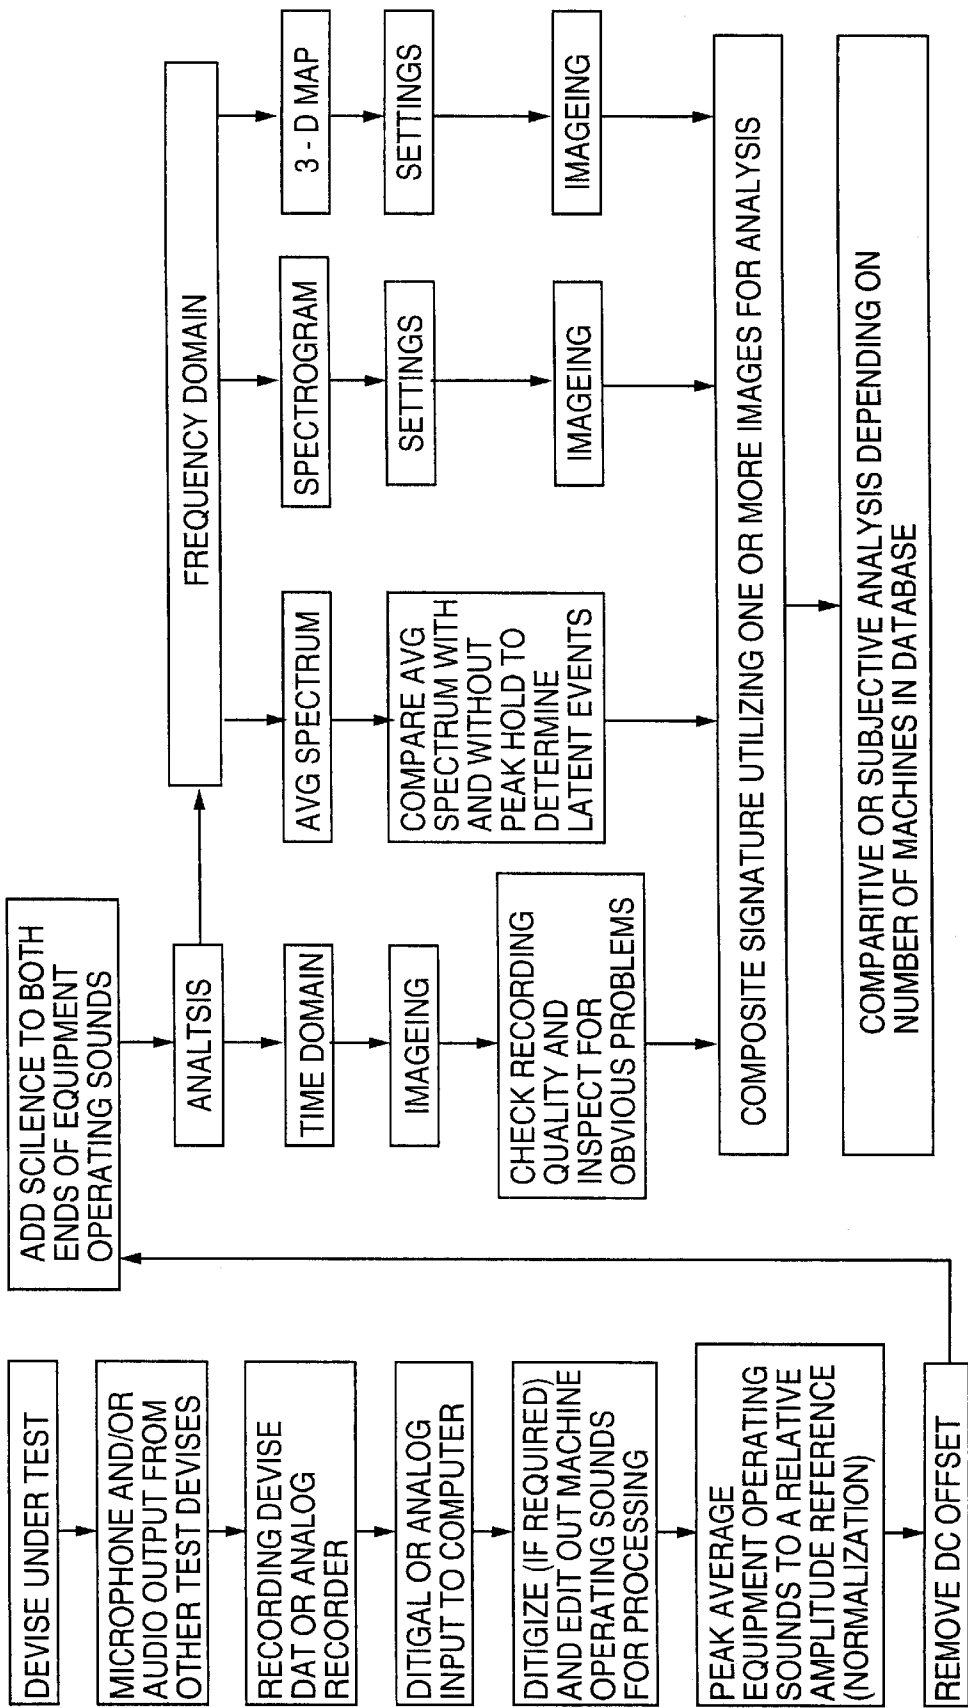 DEVISE UNDER TEST
MICROPHONE AND/OR
AUDIO OUTPUT FROM
OTHER TEST DEVISES
RECORDING DEVISE
DAT OR ANALOG
RECORDER
DITIGAL OR ANALOG
INPUT TO COMPUTER
DITIGIZE (IF REQUIRED)
AND EDIT OUT MACHINE
OPERATING SOUNDS
FOR PROCESSING
PEAK AVERAGE
EQUIPMENT OPERATING
SOUNDS TO A RELATIVE
AMPLITUDE REFERENCE
(NORMALIZATION)
REMOVE DC OFFSET
ADD SCILENCE TO BOTH
ENDS OF EQUIPMENT
OPERATING SOUNDS
ANALTSIS
TIME DOMAIN
IMAGEING
CHECK RECORDING
QUALITY AND
INSPECT FOR
OBVIOUS PROBLEMS
FREQUENCY DOMAIN
AVG SPECTRUM
COMPARE AVG
SPECTRUM WITH
AND WITHOUT
PEAK HOLD TO
DETERMINE
LATENT EVENTS
SPECTROGRAM
SETTINGS
IMAGEING
3 - D MAP
SETTINGS
IMAGEING
COMPOSITE SIGNATURE UTILIZING ONE OR MORE IMAGES FOR ANALYSIS
COMPARITIVE OR SUBJECTIVE ANALYSIS DEPENDING ON
NUMBER OF MACHINES IN DATABASE